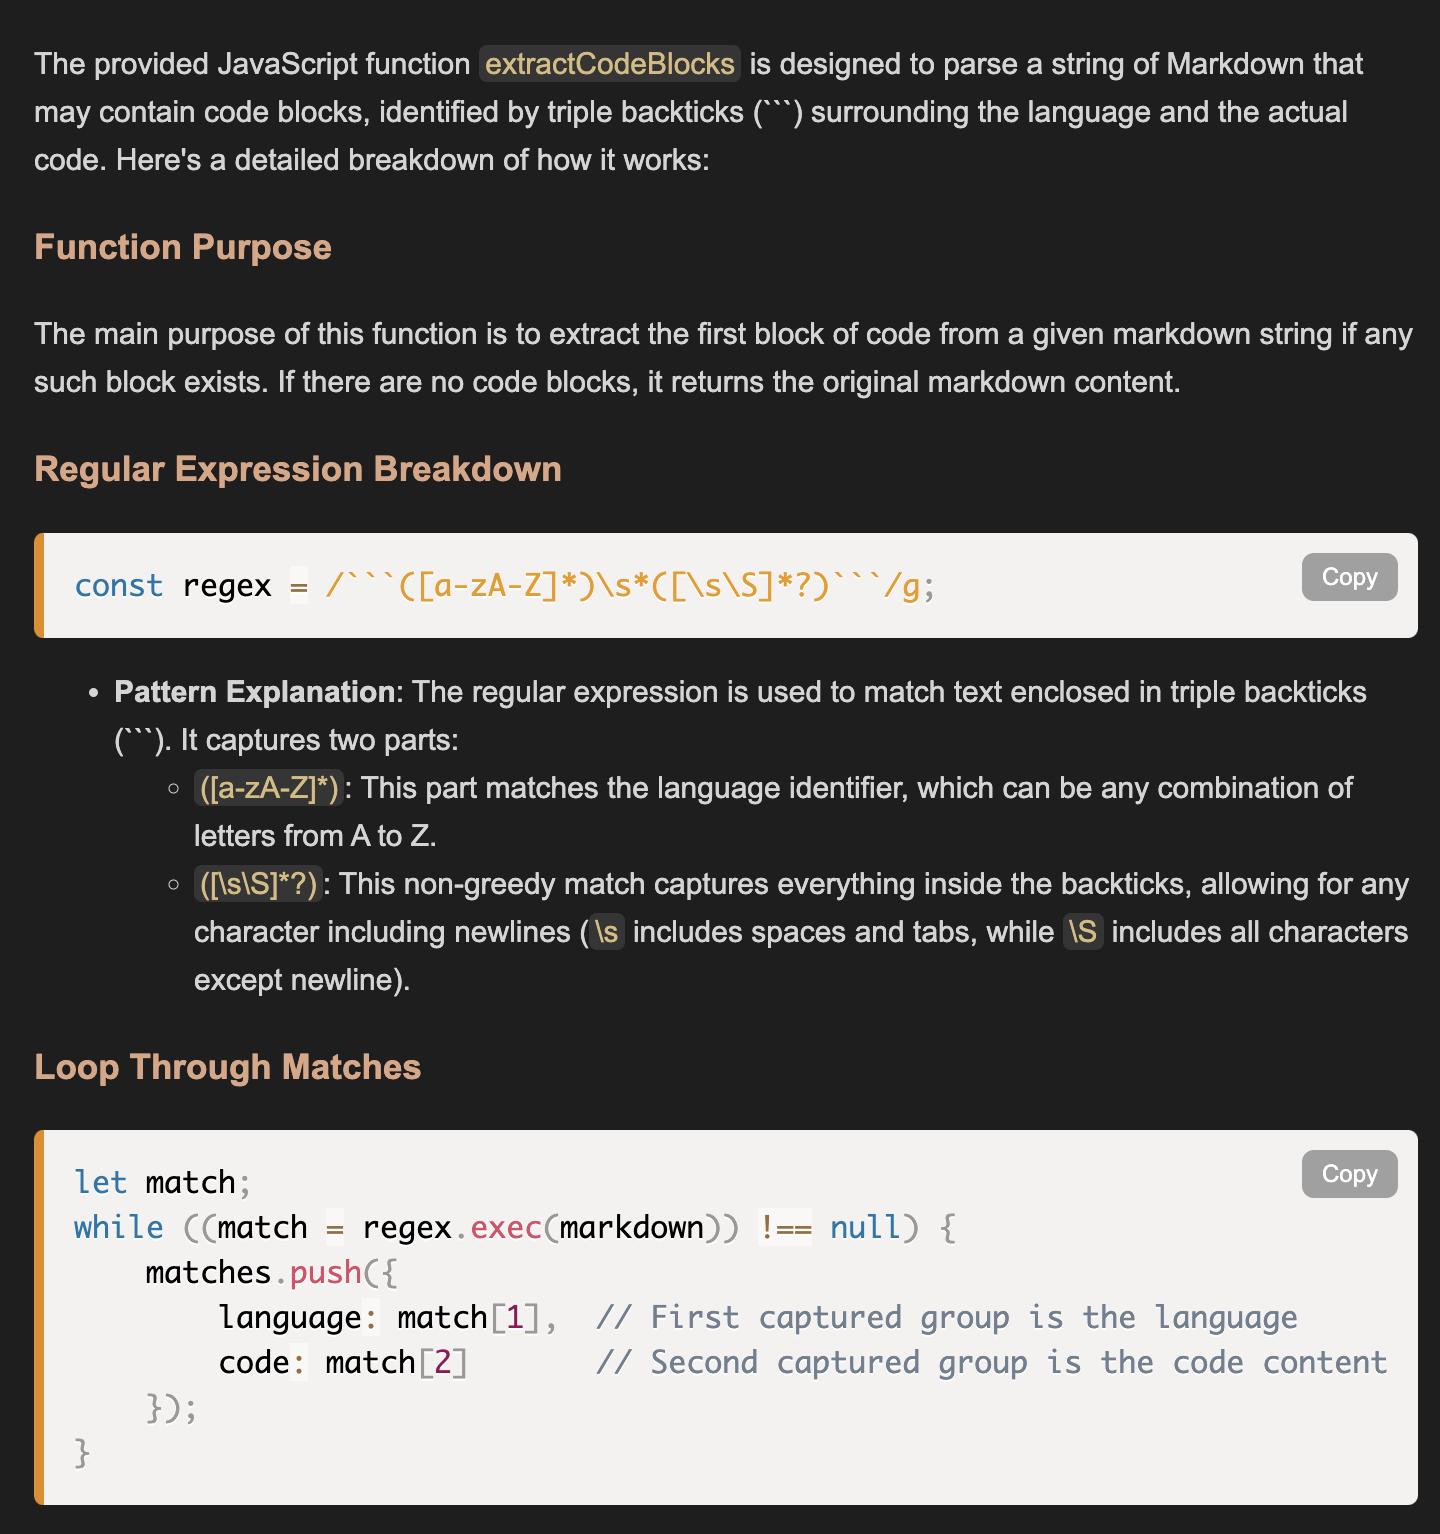 The provided JavaScript function extractCodeBlocks is designed to parse a string of Markdown that
may contain code blocks, identified by triple backticks (```) surrounding the language and the actual
code. Here's a detailed breakdown of how it works:
Function Purpose
The main purpose of this function is to extract the first block of code from a given markdown string if any
such block exists. If there are no code blocks, it returns the original markdown content.
Regular Expression Breakdown
const regex = /```([a-zA-Z]*)\s*([\s\S]*?)```/g;
Copy
• Pattern Explanation: The regular expression is used to match text enclosed in triple backticks
(```). It captures two parts:
◦ ([a-zA-Z]*): This part matches the language identifier, which can be any combination of
letters from A to Z.
◦ ([\s\S]*?): This non-greedy match captures everything inside the backticks, allowing for any
character including newlines (\s includes spaces and tabs, while \S includes all characters
except newline).
Loop Through Matches
Copy
let match;
while ((match = regex.exec(markdown)) !== null) {
    matches.push({
        language: match[1],  // First captured group is the language
        code: match[2]       // Second captured group is the code content
    });
}